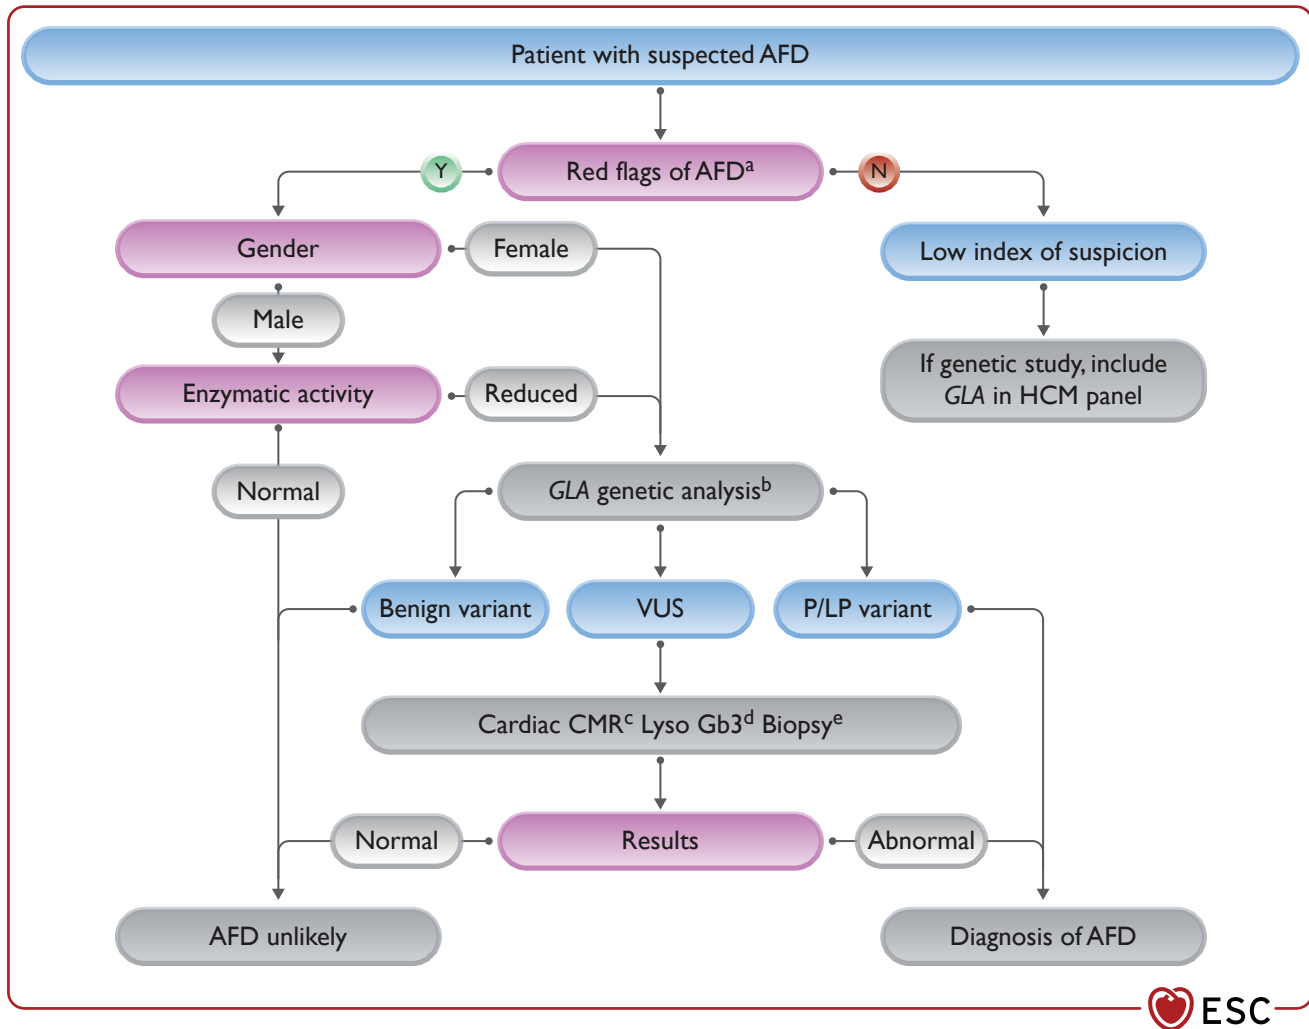 Patient with suspected AFD
Y
Red flags of AFDa
N
Gender
Female
Low index of suspicion
Male
If genetic study, include
GLA in HCM panel
Enzymatic activity
Reduced
Normal
GLA genetic analysisb
Benign variant
VUS
P/LP variant
Cardiac CMRc Lyso Gb3d Biopsye
Normal
Results
Abnormal
AFD unlikely
Diagnosis of AFD
ESC